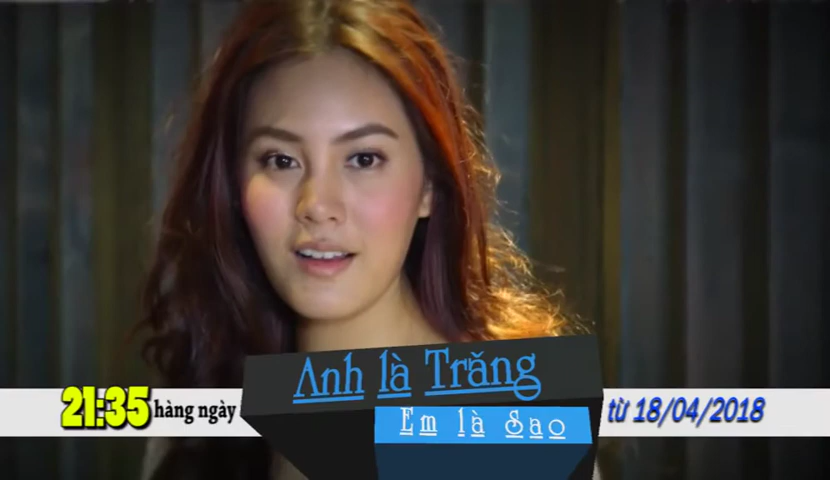 Anh là Trăng
Em là Sao
21:35 hàng ngày
từ 18/04/2018